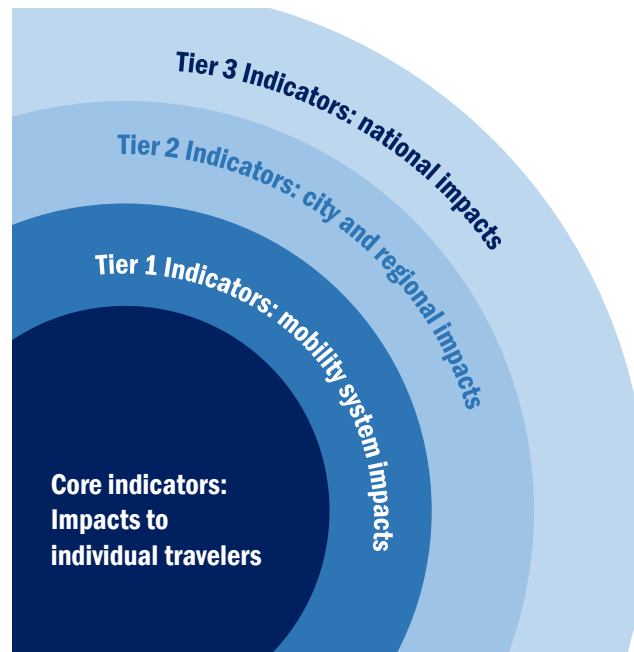 Tier 3 Indicators: national impacts
Tier 2 Indicators: city and regional impacts
Tier 1 Indicators: mobility system impacts
Core indicators:
Impacts to
individual travelers